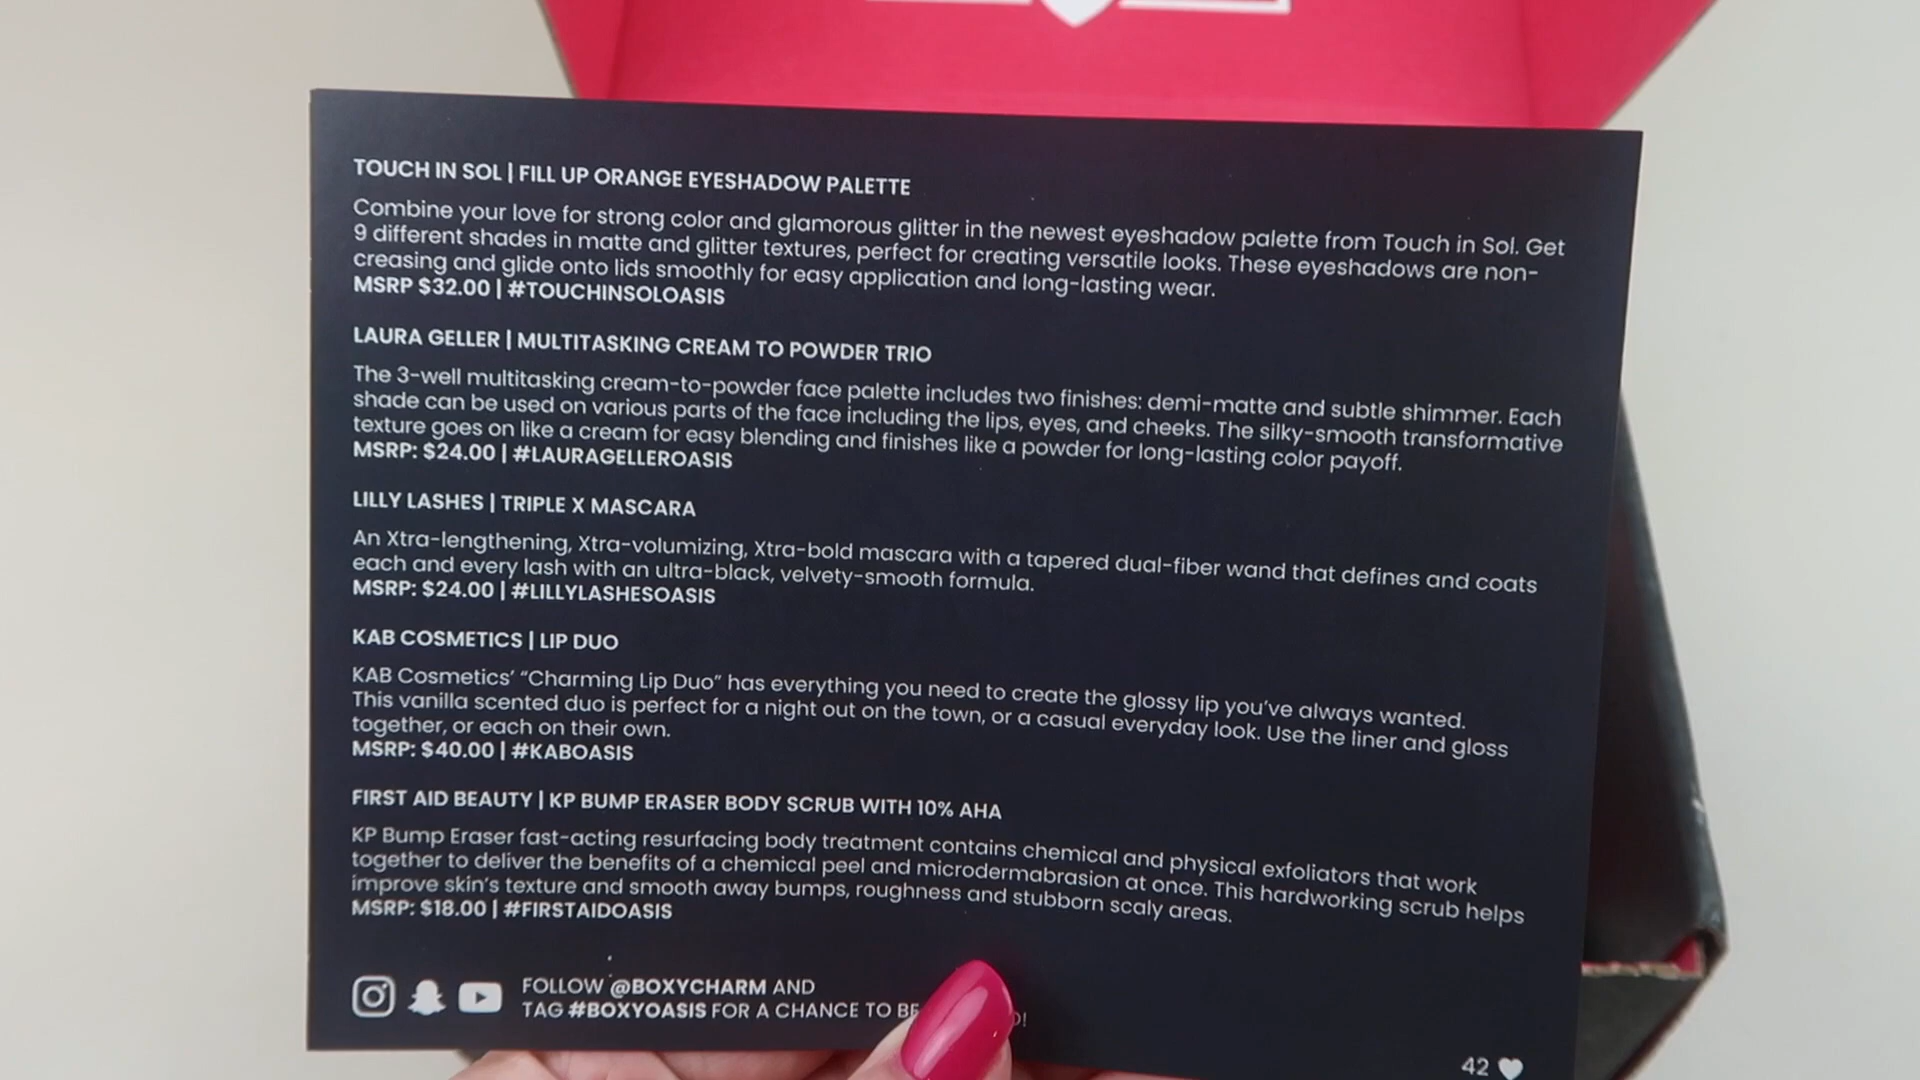 TOUCH IN SOL | FILL UP ORANGE EYESHADOW PALETTE
Combine your love for strong color and glamorous glitter in the newest eyeshadow palette from Touch in Sol. Get
9 different shades in matte and glitter textures, perfect for creating versatile looks. These eyeshadows are non-
creasing and glide onto lids smoothly for easy application and long-lasting wear.
MSRP $32.00 | #TOUCHINSOLOASIS
LAURA GELLER | MULTITASKING CREAM TO POWDER TRIO
The 3-well multitasking cream-to-powder face palette includes two finishes: demi-matte and subtle shimmer. Each
shade can be used on various parts of the face including the lips, eyes, and cheeks. The silky-smooth transformative
texture goes on like a cream for easy blending and finishes like a powder for long-lasting color payoff.
MSRP: $24.00 | #LAURAGELLEROASIS
LILLY LASHES | TRIPLE X MASCARA
An Xtra-lengthening, Xtra-volumizing, Xtra-bold mascara with a tapered dual-fiber wand that defines and coats
each and every lash with an ultra-black, velvety-smooth formula.
MSRP: $24.00 | #LILLYLASHESOASIS
KAB COSMETICS | LIP DUO
KAB Cosmetics' “Charming Lip Duo” has everything you need to create the glossy lip you've always wanted.
This vanilla scented duo is perfect for a night out on the town, or a casual everyday look. Use the liner and gloss
together, or each on their own.
MSRP: $40.00 | #KABOASIS
FIRST AID BEAUTY | KP BUMP ERASER BODY SCRUB WITH 10% AHA
KP Bump Eraser fast-acting resurfacing body treatment contains chemical and physical exfoliators that work
together to deliver the benefits of a chemical peel and microdermabrasion at once. This hardworking scrub helps
improve skin's texture and smooth away bumps, roughness and stubborn scaly areas.
MSRP: $18.00 | #FIRSTAIDOASIS
FOLLOW @BOXYCHARM AND
TAG #BOXYOASIS FOR A CHANCE TO BE
42